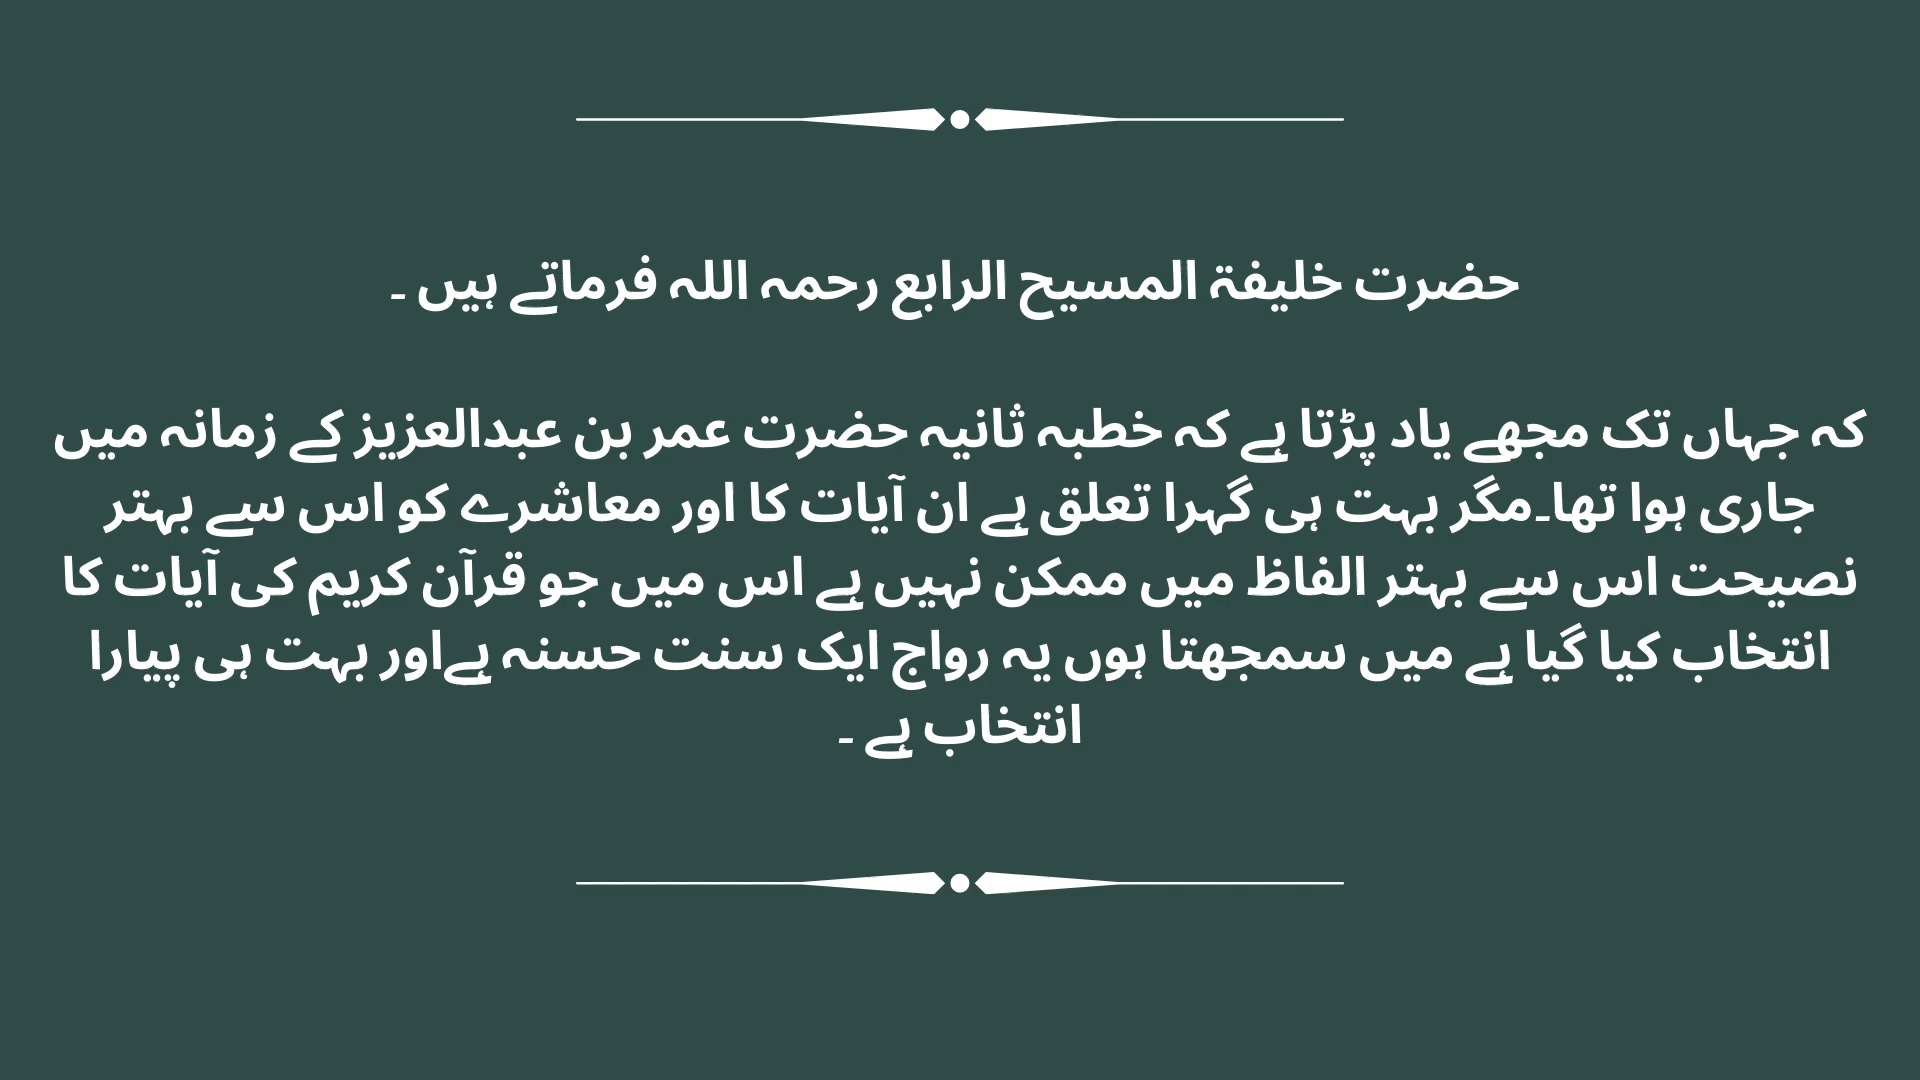 حضرت خلیفۃ المسیح الرابع رحمہ اللہ فرماتے ہیں ۔
کہ جہاں تک مجھے یاد پڑتا ہے کہ خطبہ ثانیہ حضرت عمر بن عبدالعزیز کے زمانہ میں
جاری ہوا تھا۔مگر بہت ہی گہرا تعلق ہے ان آیات کا اور معاشرے کو اس سے بہتر
نصیحت اس سے بہتر الفاظ میں ممکن نہیں ہے اس میں جو قرآن کریم کی آیات کا
انتخاب کیا گیا ہے میں سمجھتا ہوں یہ رواج ایک سنت حسنہ ہےاور بہت ہی پیارا
انتخاب ہے ۔